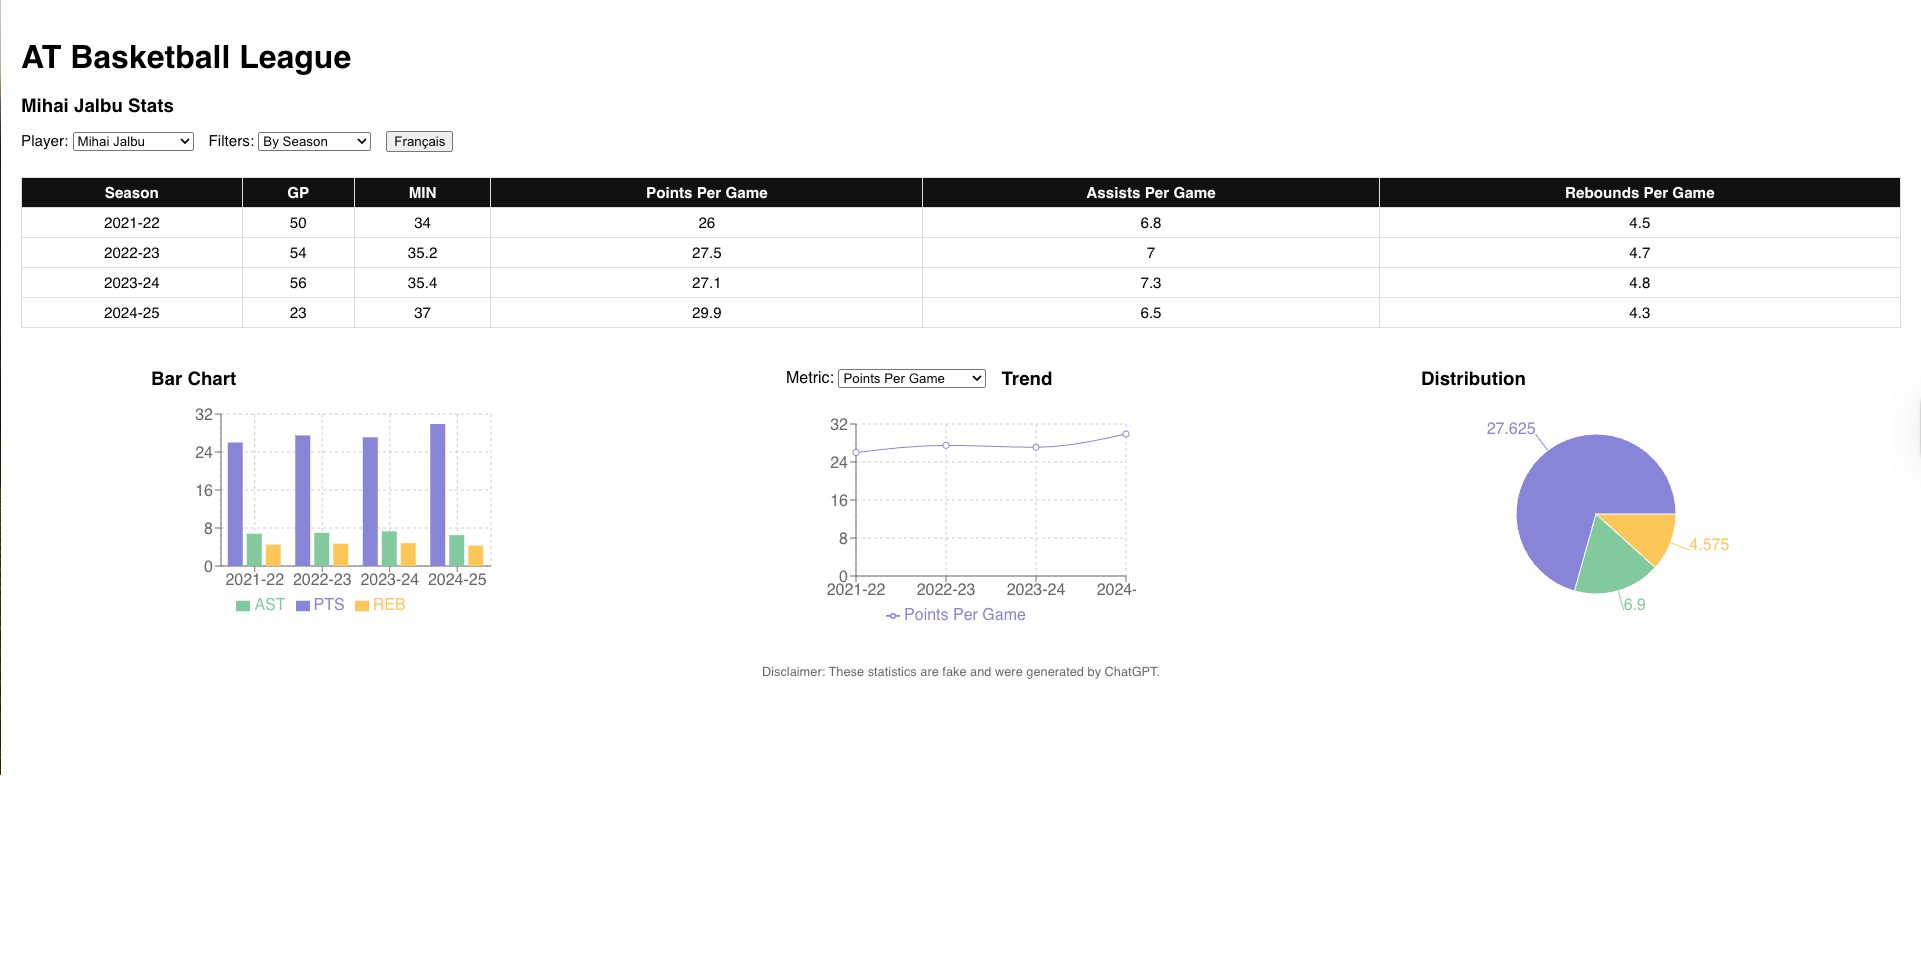 AT Basketball League
Mihai Jalbu Stats
Player: Mihai Jalbu Filters: By Season Français
Season GP MIN Points Per Game Assists Per Game Rebounds Per Game
2021-22 50 34 26 6.8 4.5
2022-23 54 35.2 27.5 7 4.7
2023-24 56 35.4 27.1 7.3 4.8
2024-25 23 37 29.9 6.5 4.3
Bar Chart
32
24
16
8
0
2021-22 2022-23 2023-24 2024-25
AST PTS REB
Metric: Points Per Game Trend
32
24
16
8
0
2021-22 2022-23 2023-24 2024-
Points Per Game
Distribution
27.625
4.575
6.9
Disclaimer: These statistics are fake and were generated by ChatGPT.